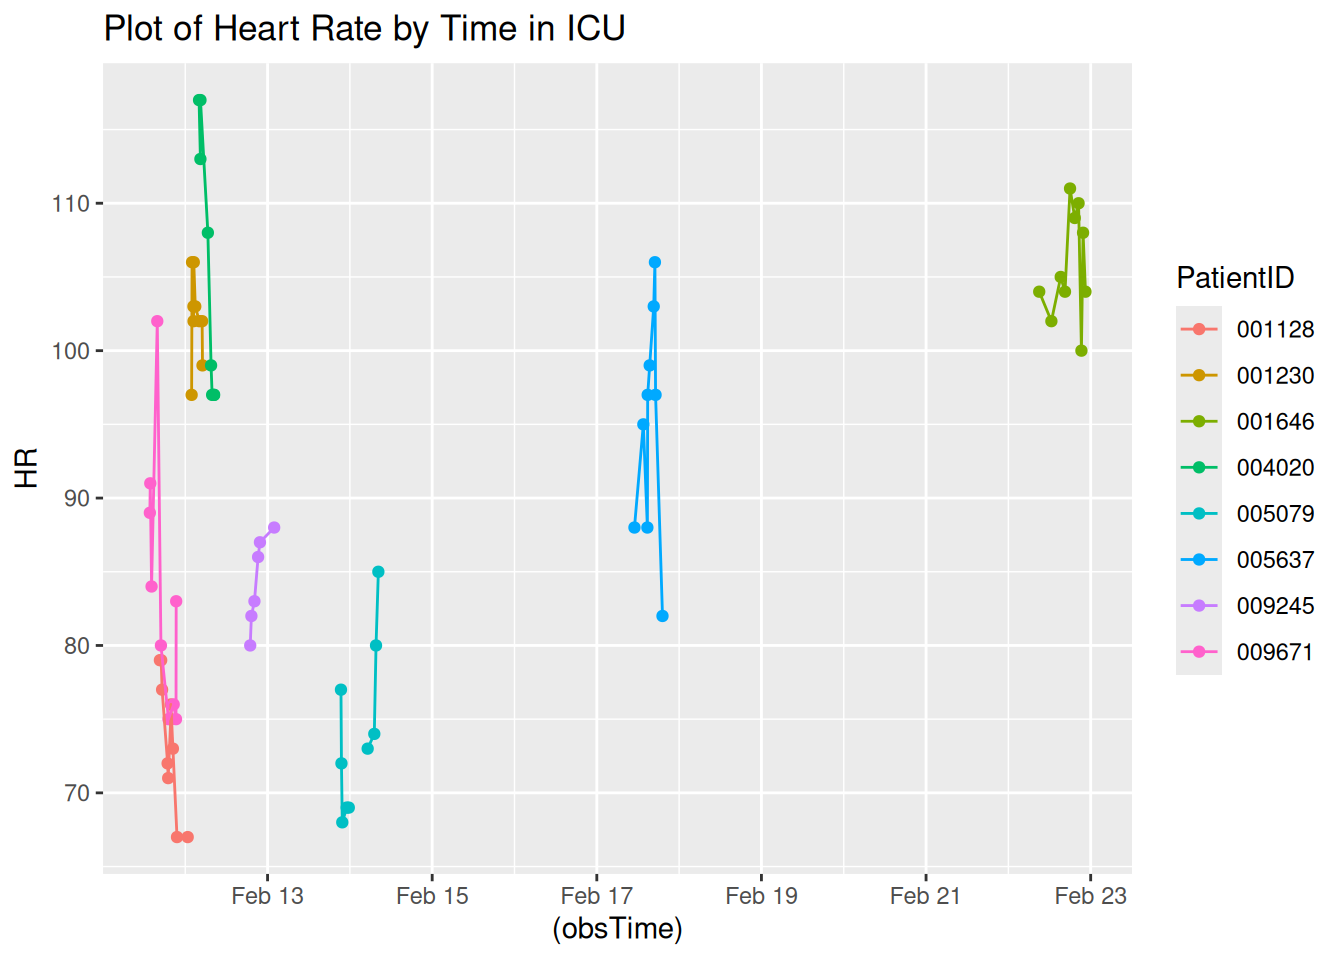 Plot of Heart Rate by Time in ICU
110
100
90
80
70
HR
Feb 13 Feb 15 Feb 17 Feb 19 Feb 21 Feb 23
(obsTime)
PatientID
001128
001230
001646
004020
005079
005637
009245
009671